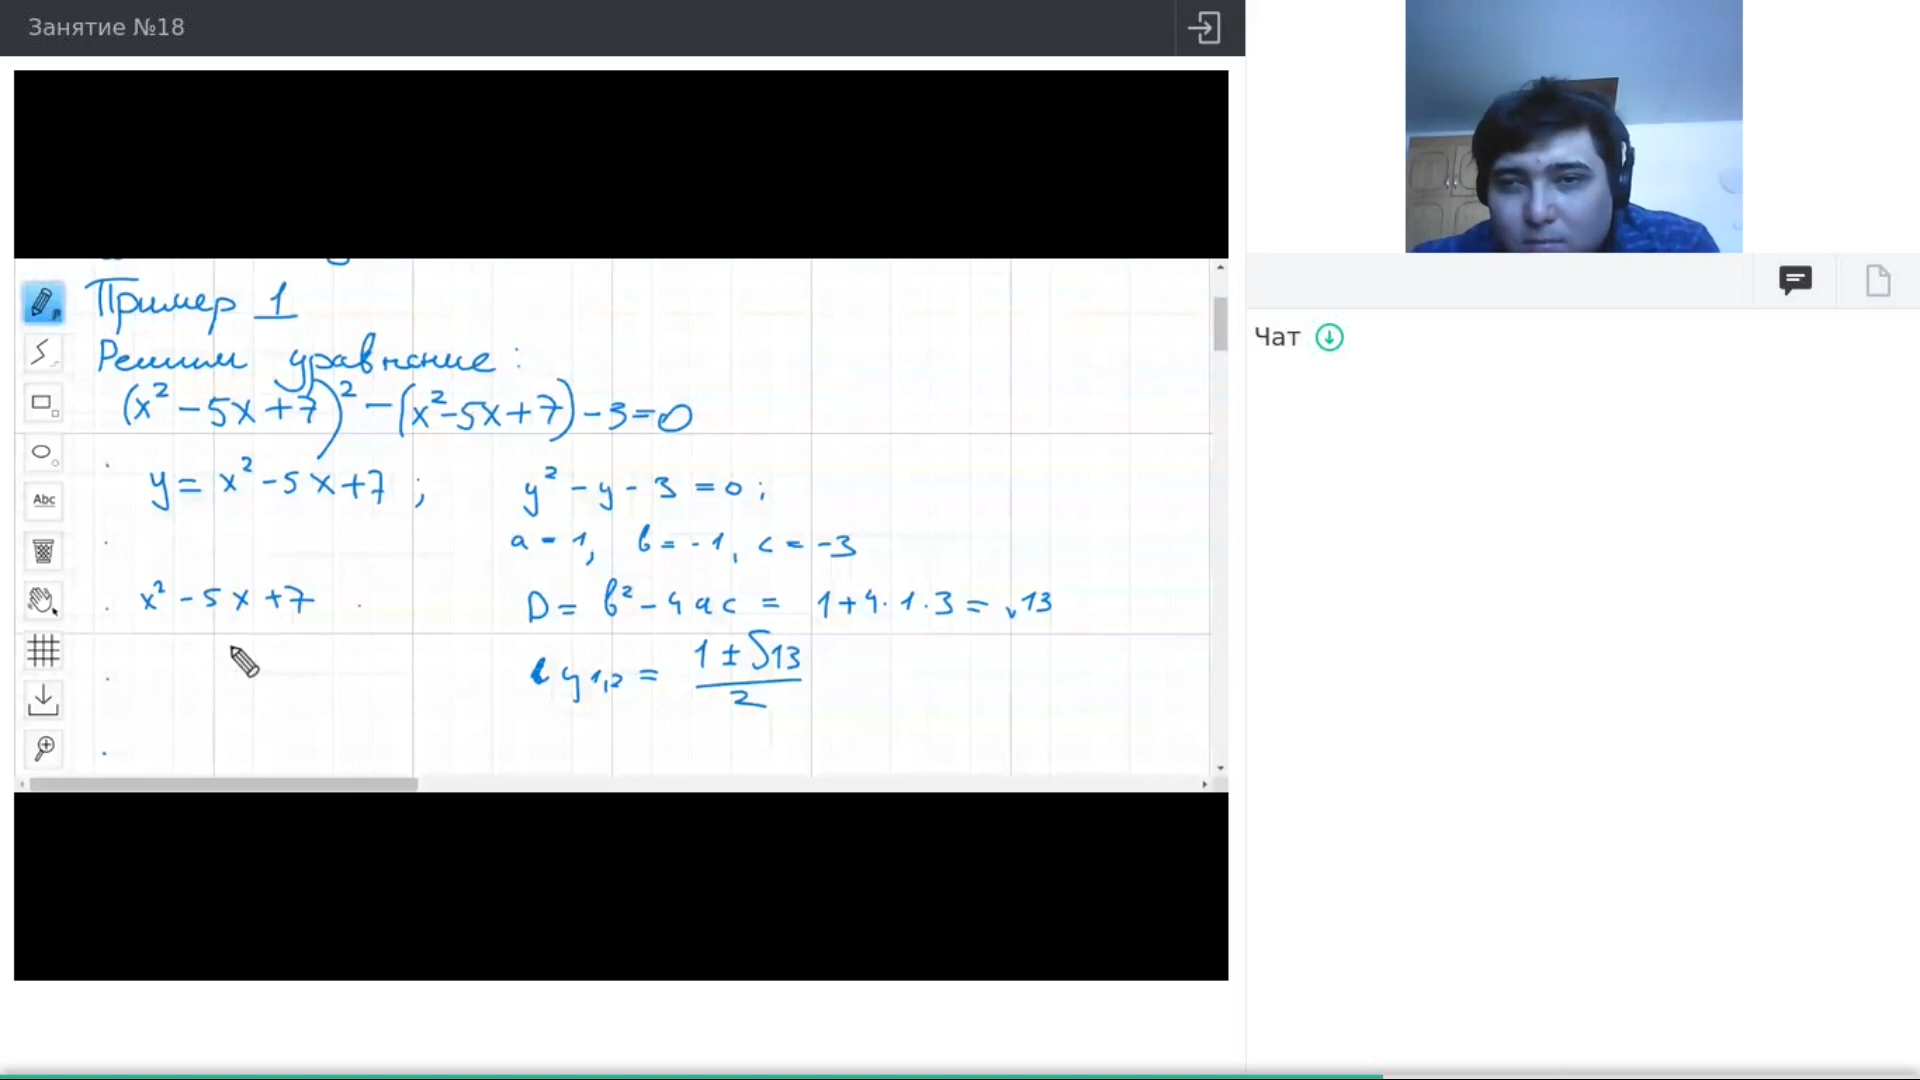 Занятие №18
Пример 1
Решим уравнение:
(x² - 5x + 7)² - (x² - 5x + 7) - 3 = 0
y = x² - 5x + 7 ; y² - y - 3 = 0 ;
a = 1, b = -1, c = -3
x² - 5x + 7 D = b² - 4ac = 1 + 4 · 1 · 3 = 13
y₁,₂ = (1 ± √13) / 2
Abc
Чат